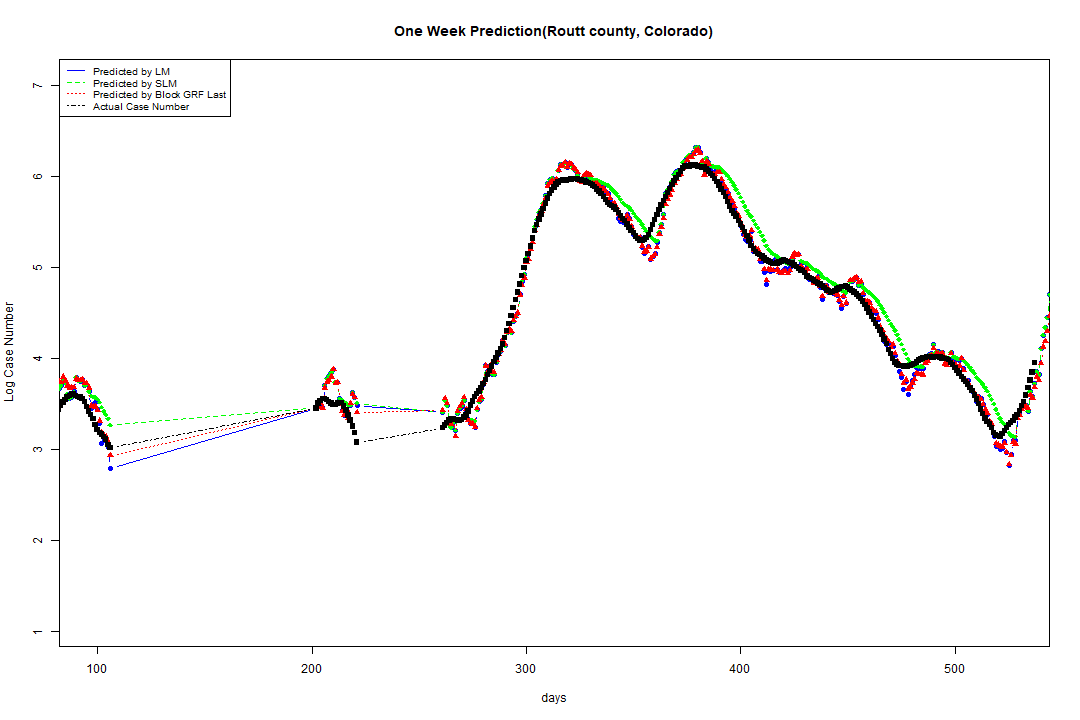 One Week Prediction(Routt county, Colorado)
Predicted by LM
Predicted by SLM
Predicted by Block GRF Last
Actual Case Number
Log Case Number
7
6
5
4
3
2
1
100 200 300 400 500
days